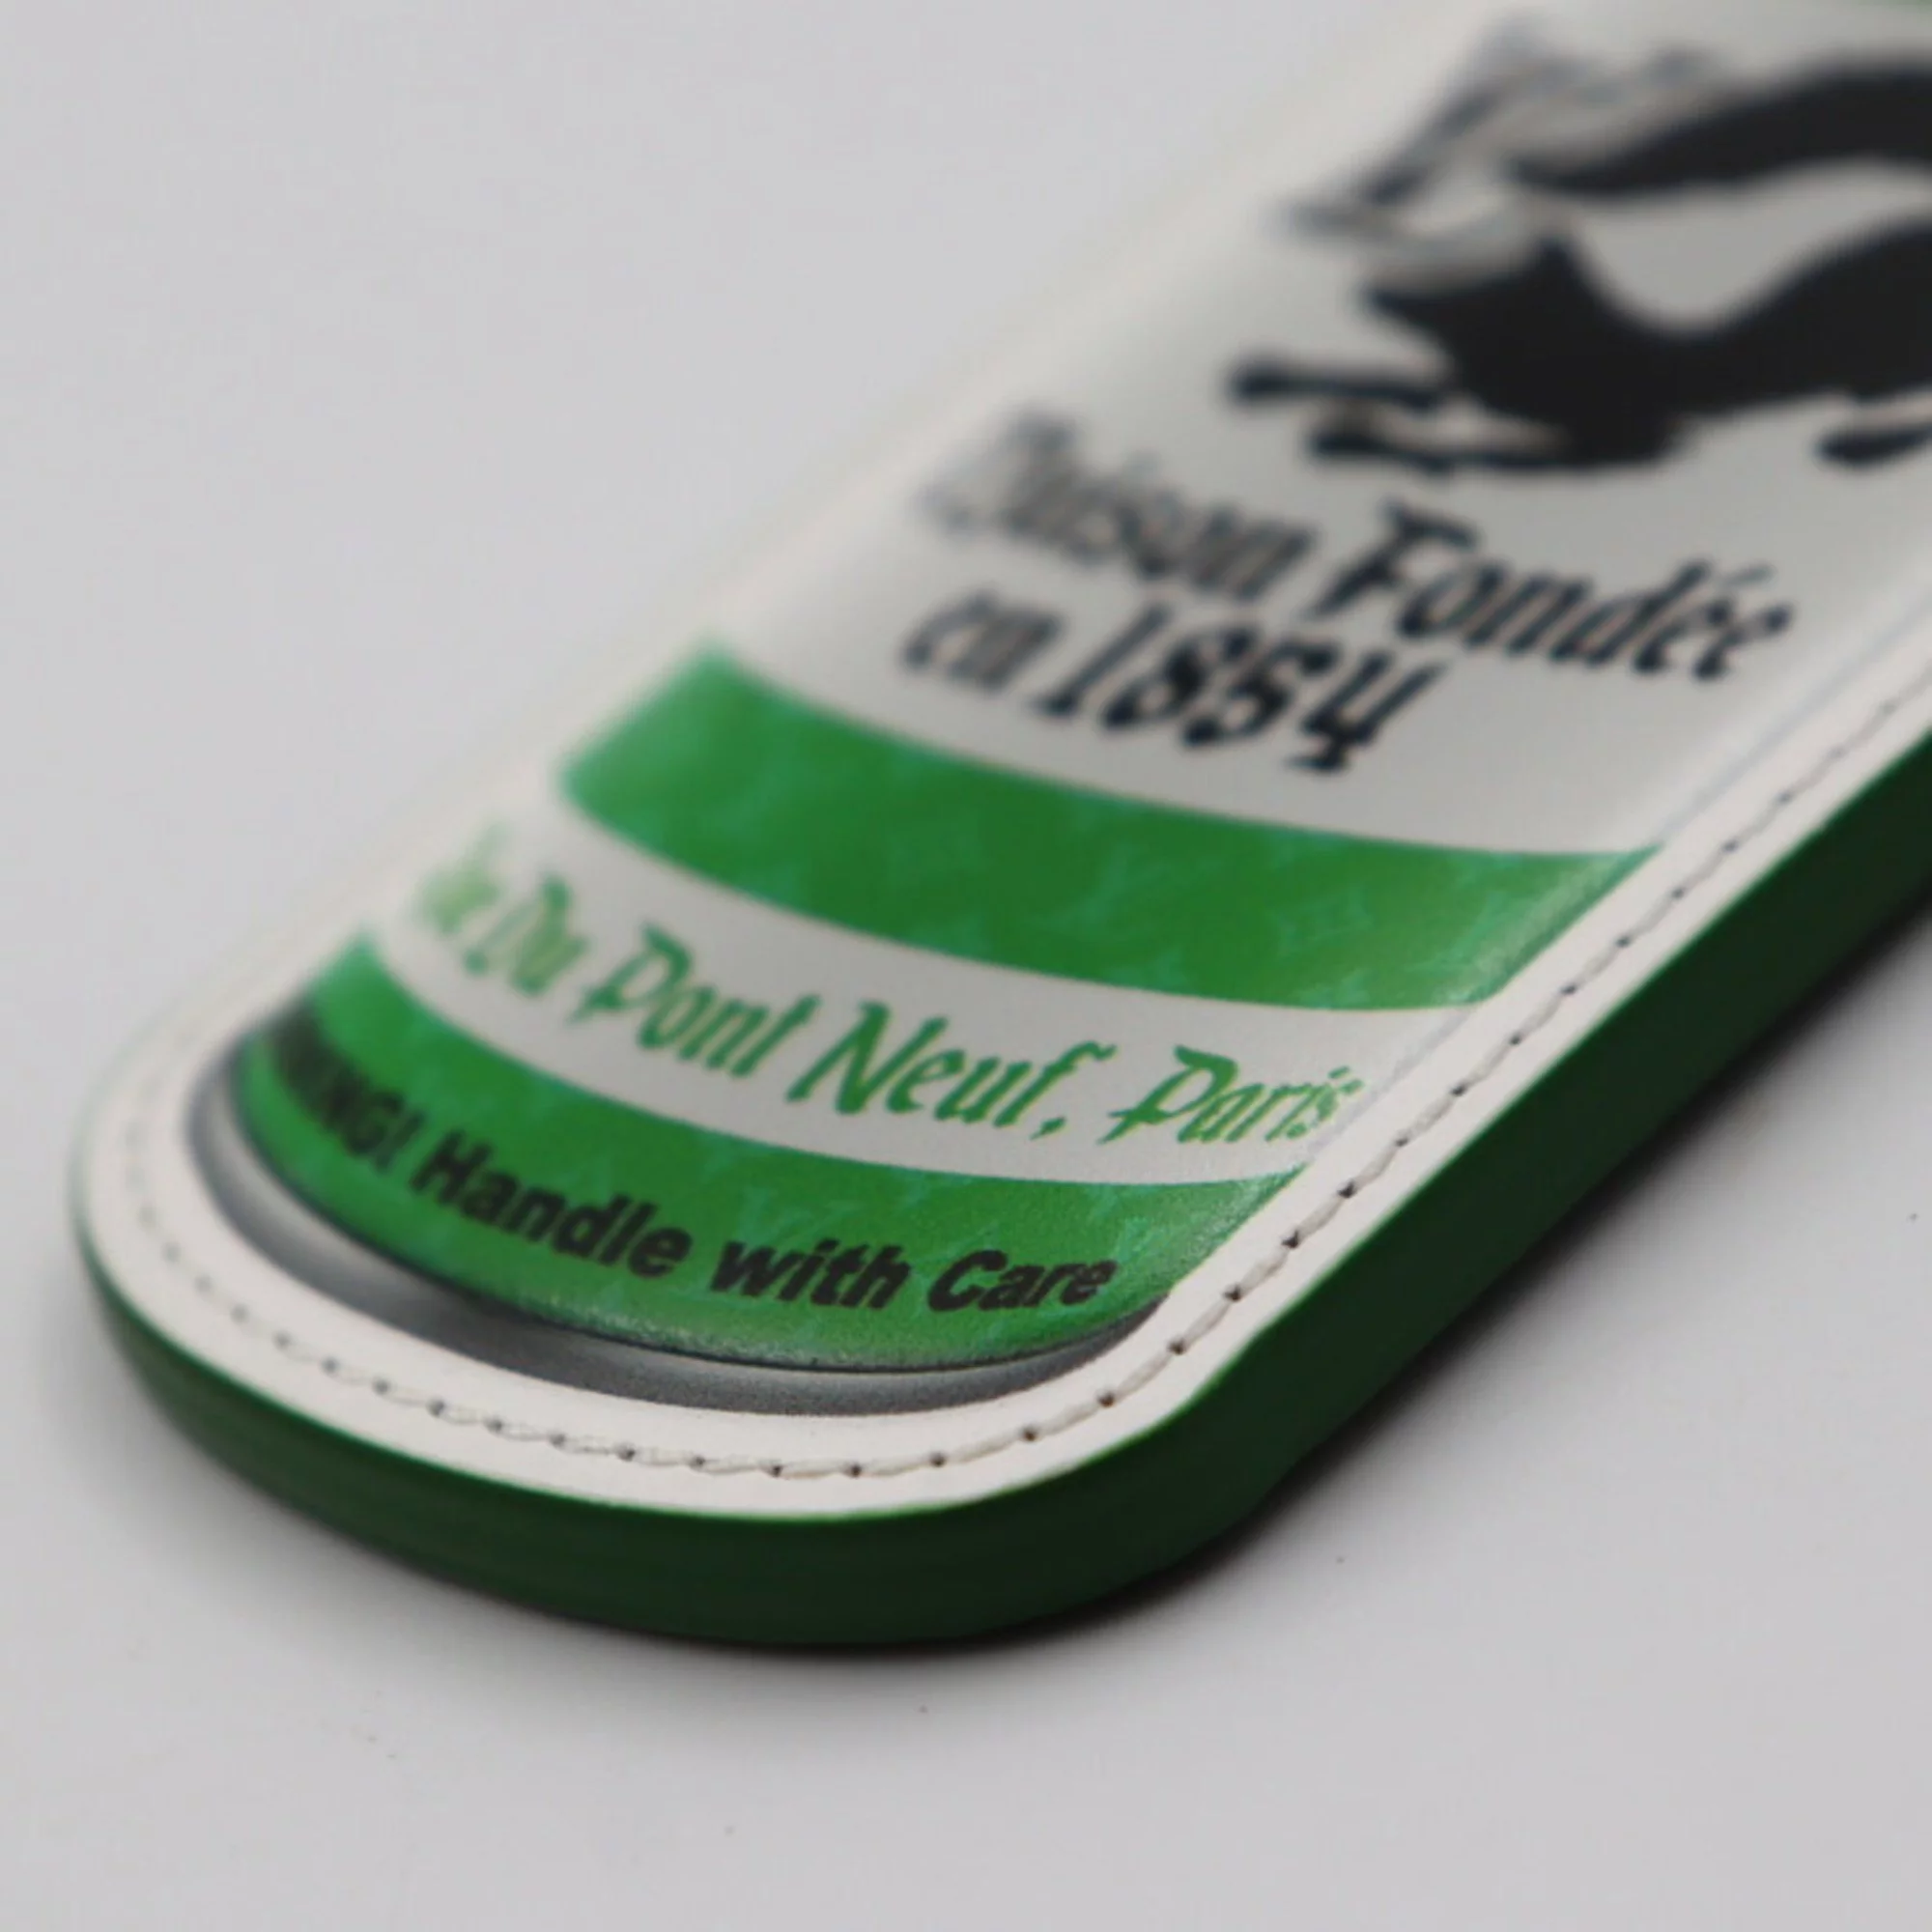 Maison Fondée
en 1854
Du Pont Neuf, Paris
Handle with Care